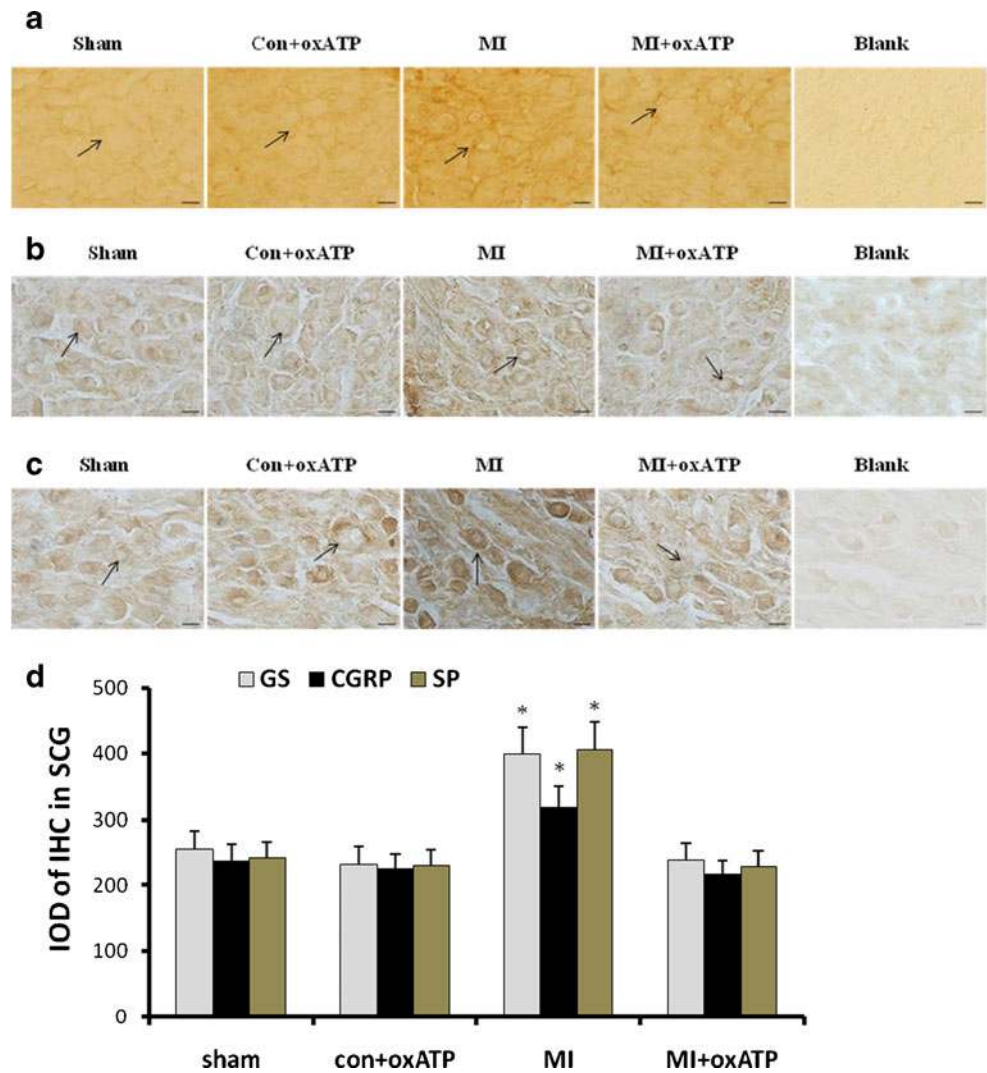 a
Sham Con+oxATP MI MI+oxATP Blank
b
Sham Con+oxATP MI MI+oxATP Blank
c
Sham Con+oxATP MI MI+oxATP Blank
d
GS CGRP SP
IOD of IHC in SCG
500
400
300
200
100
0
* * *
sham con+oxATP MI MI+oxATP